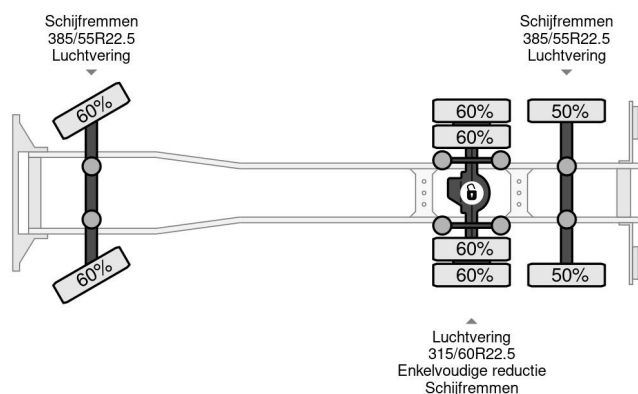 Schijfremmen
385/55R22.5
Luchtvering
Schijfremmen
385/55R22.5
Luchtvering
60%
60%
60%
50%
60%
60%
60%
50%
Luchtvering
315/60R22.5
Enkelvoudige reductie
Schijfremmen